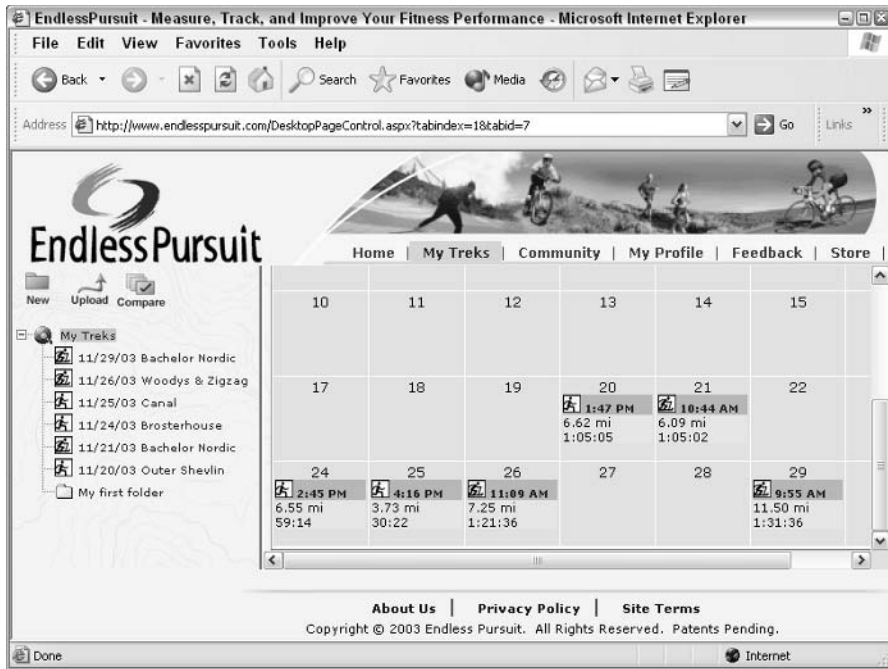 EndlessPursuit - Measure, Track, and Improve Your Fitness Performance - Microsoft Internet Explorer
File Edit View Favorites Tools Help
Back Search Favorites Media
Address http://www.endlesspursuit.com/DesktopPageControl.aspx?tabindex=1&tabid=7 Go Links
EndlessPursuit
Home | My Treks | Community | My Profile | Feedback | Store |
New Upload Compare
My Treks
11/29/03 Bachelor Nordic
11/26/03 Woodys & Zigzag
11/25/03 Canal
11/24/03 Brosterhouse
11/21/03 Bachelor Nordic
11/20/03 Outer Shevlin
My first folder
10 11 12 13 14 15
17 18 19 20 21 22
1:47 PM 10:44 AM
6.62 mi 6.09 mi
1:05:05 1:05:02
24 25 26 27 28 29
2:45 PM 4:16 PM 11:09 AM 9:55 AM
6.55 mi 3.73 mi 7.25 mi 11.50 mi
59:14 30:22 1:21:36 1:31:36
About Us | Privacy Policy | Site Terms
Copyright © 2003 Endless Pursuit. All Rights Reserved. Patents Pending.
Done Internet